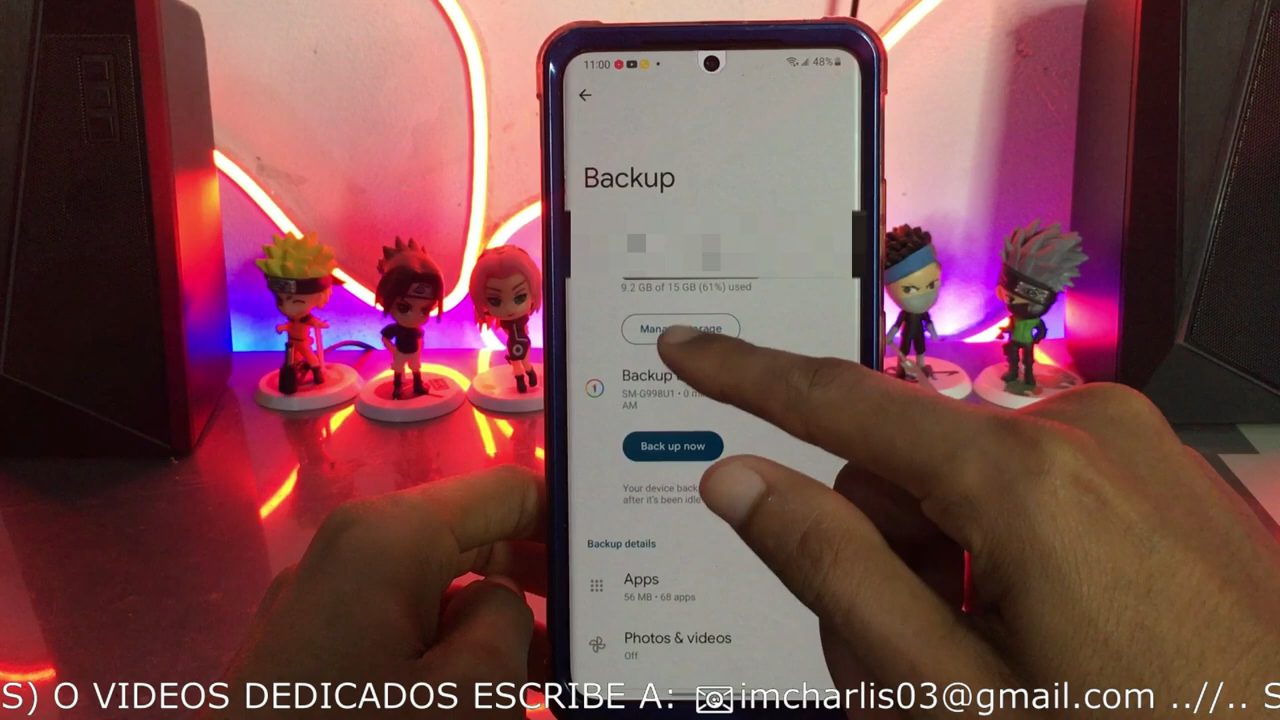 11:00 48%
Backup
9.2 GB of 15 GB (61%) used
Backup
SM-G998U1 • 0
AM
Back up now
Your device
after it's been idle
Backup details
Apps
56 MB • 68 apps
Photos & videos
Off
S) O VIDEOS DEDICADOS ESCRIBE A: imcharlis03@gmail.com ..//.. S